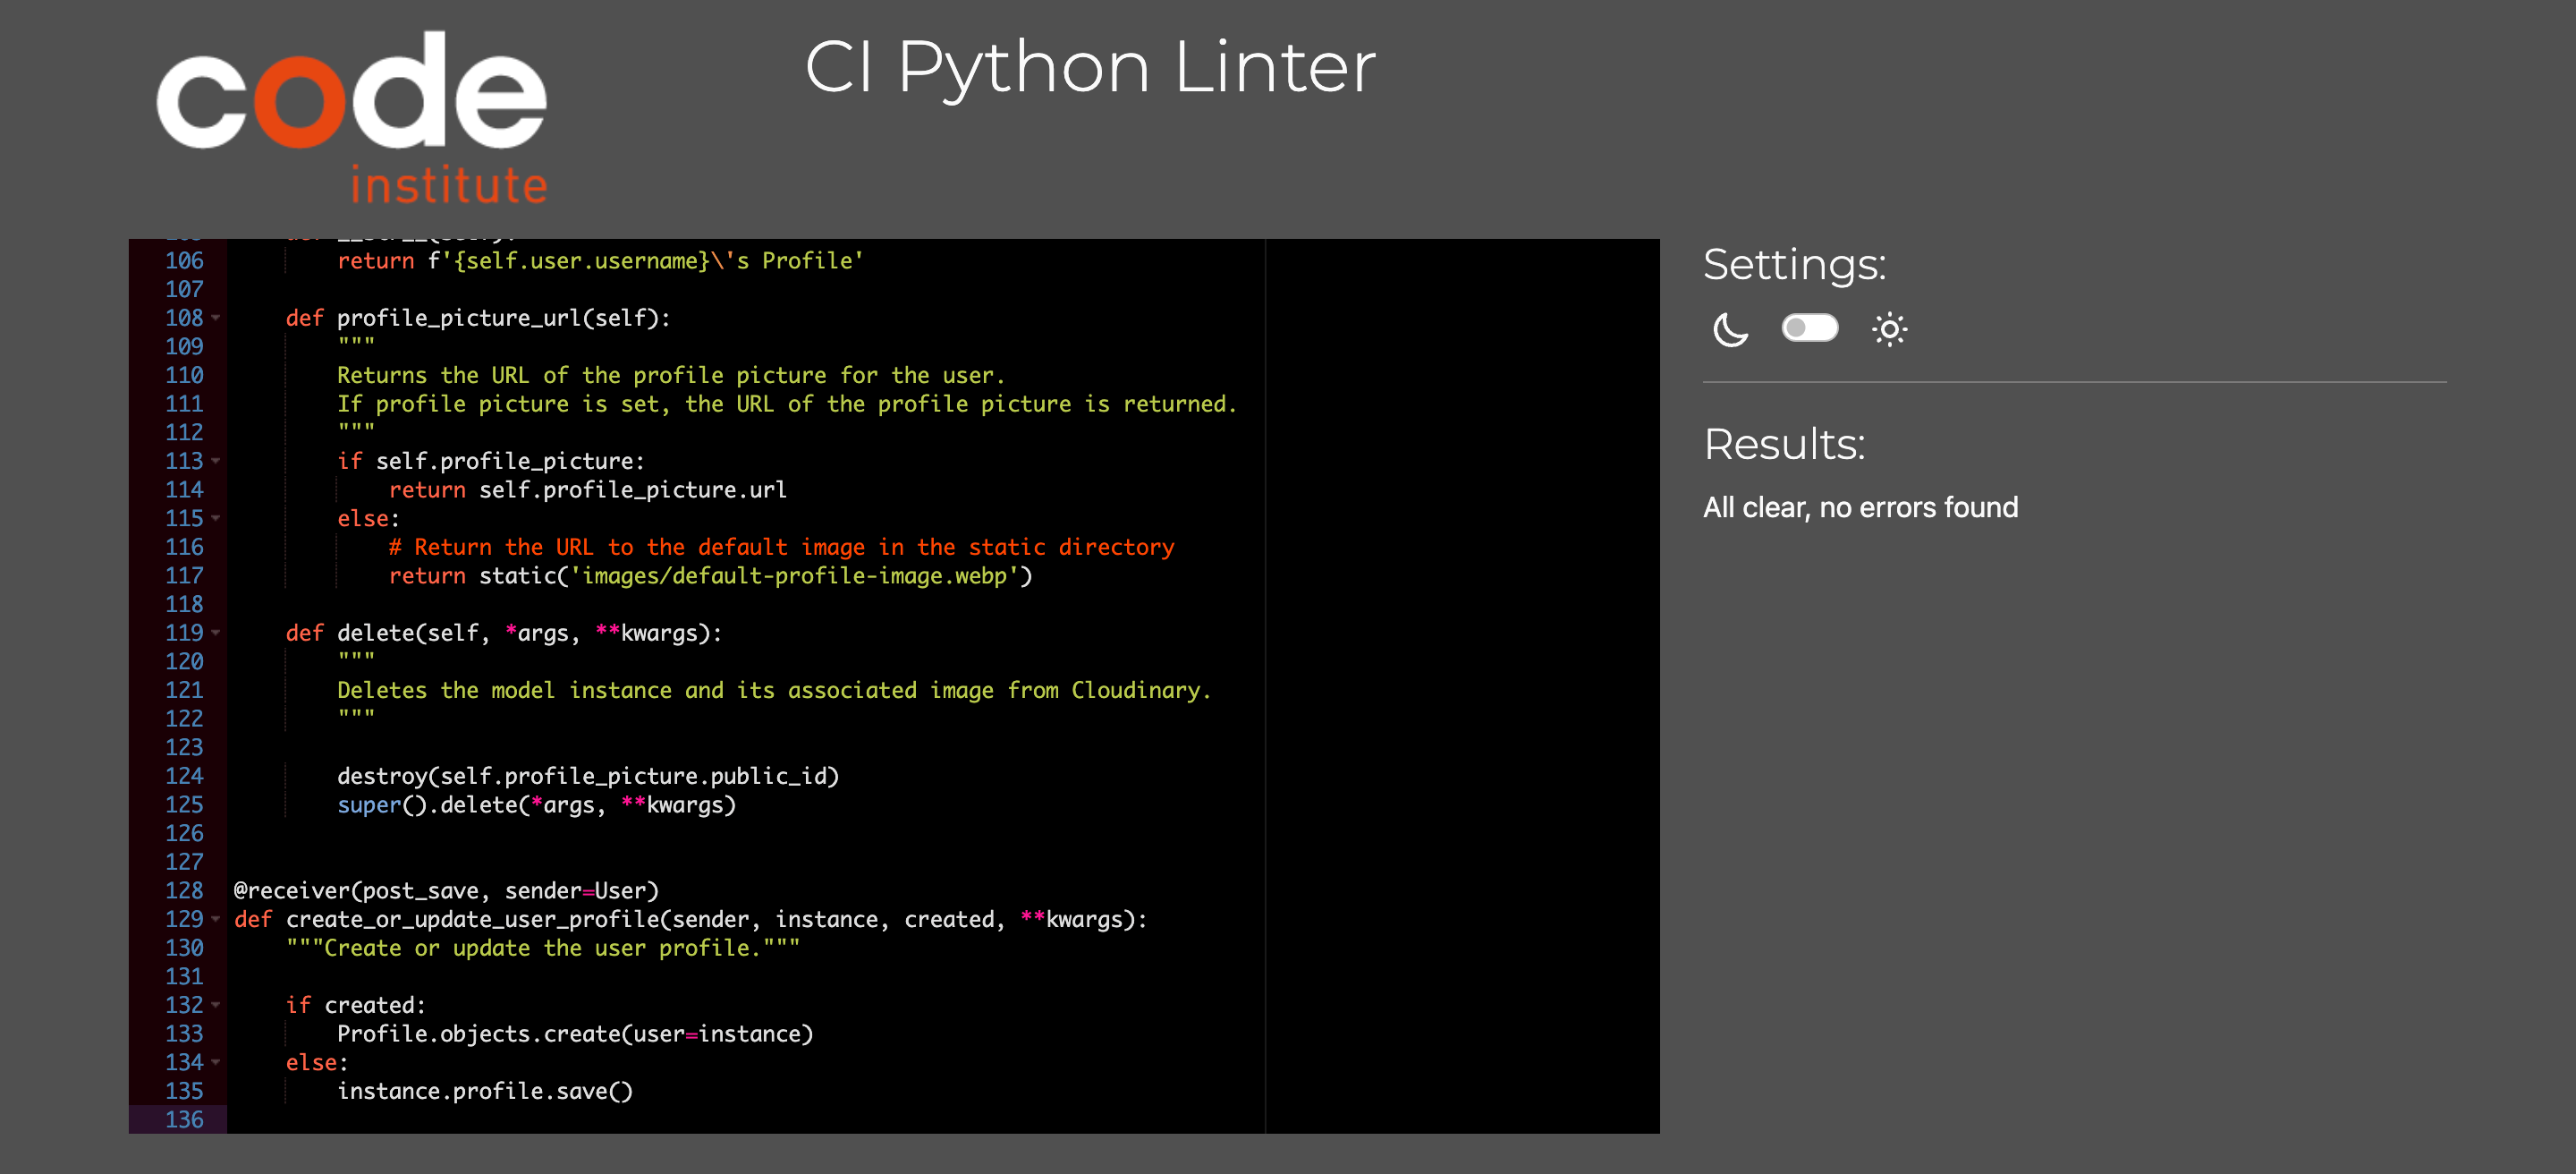 code
institute
CI Python Linter
106 return f'{self.user.username}\'s Profile'
107
108 def profile_picture_url(self):
109 """
110 Returns the URL of the profile picture for the user.
111 If profile picture is set, the URL of the profile picture is returned.
112 """
113 if self.profile_picture:
114 return self.profile_picture.url
115 else:
116 # Return the URL to the default image in the static directory
117 return static('images/default-profile-image.webp')
118
119 def delete(self, *args, **kwargs):
120 """
121 Deletes the model instance and its associated image from Cloudinary.
122 """
123
124 destroy(self.profile_picture.public_id)
125 super().delete(*args, **kwargs)
126
127
128 @receiver(post_save, sender=User)
129 def create_or_update_user_profile(sender, instance, created, **kwargs):
130 """Create or update the user profile."""
131
132 if created:
133 Profile.objects.create(user=instance)
134 else:
135 instance.profile.save()
136
Settings:
Results:
All clear, no errors found